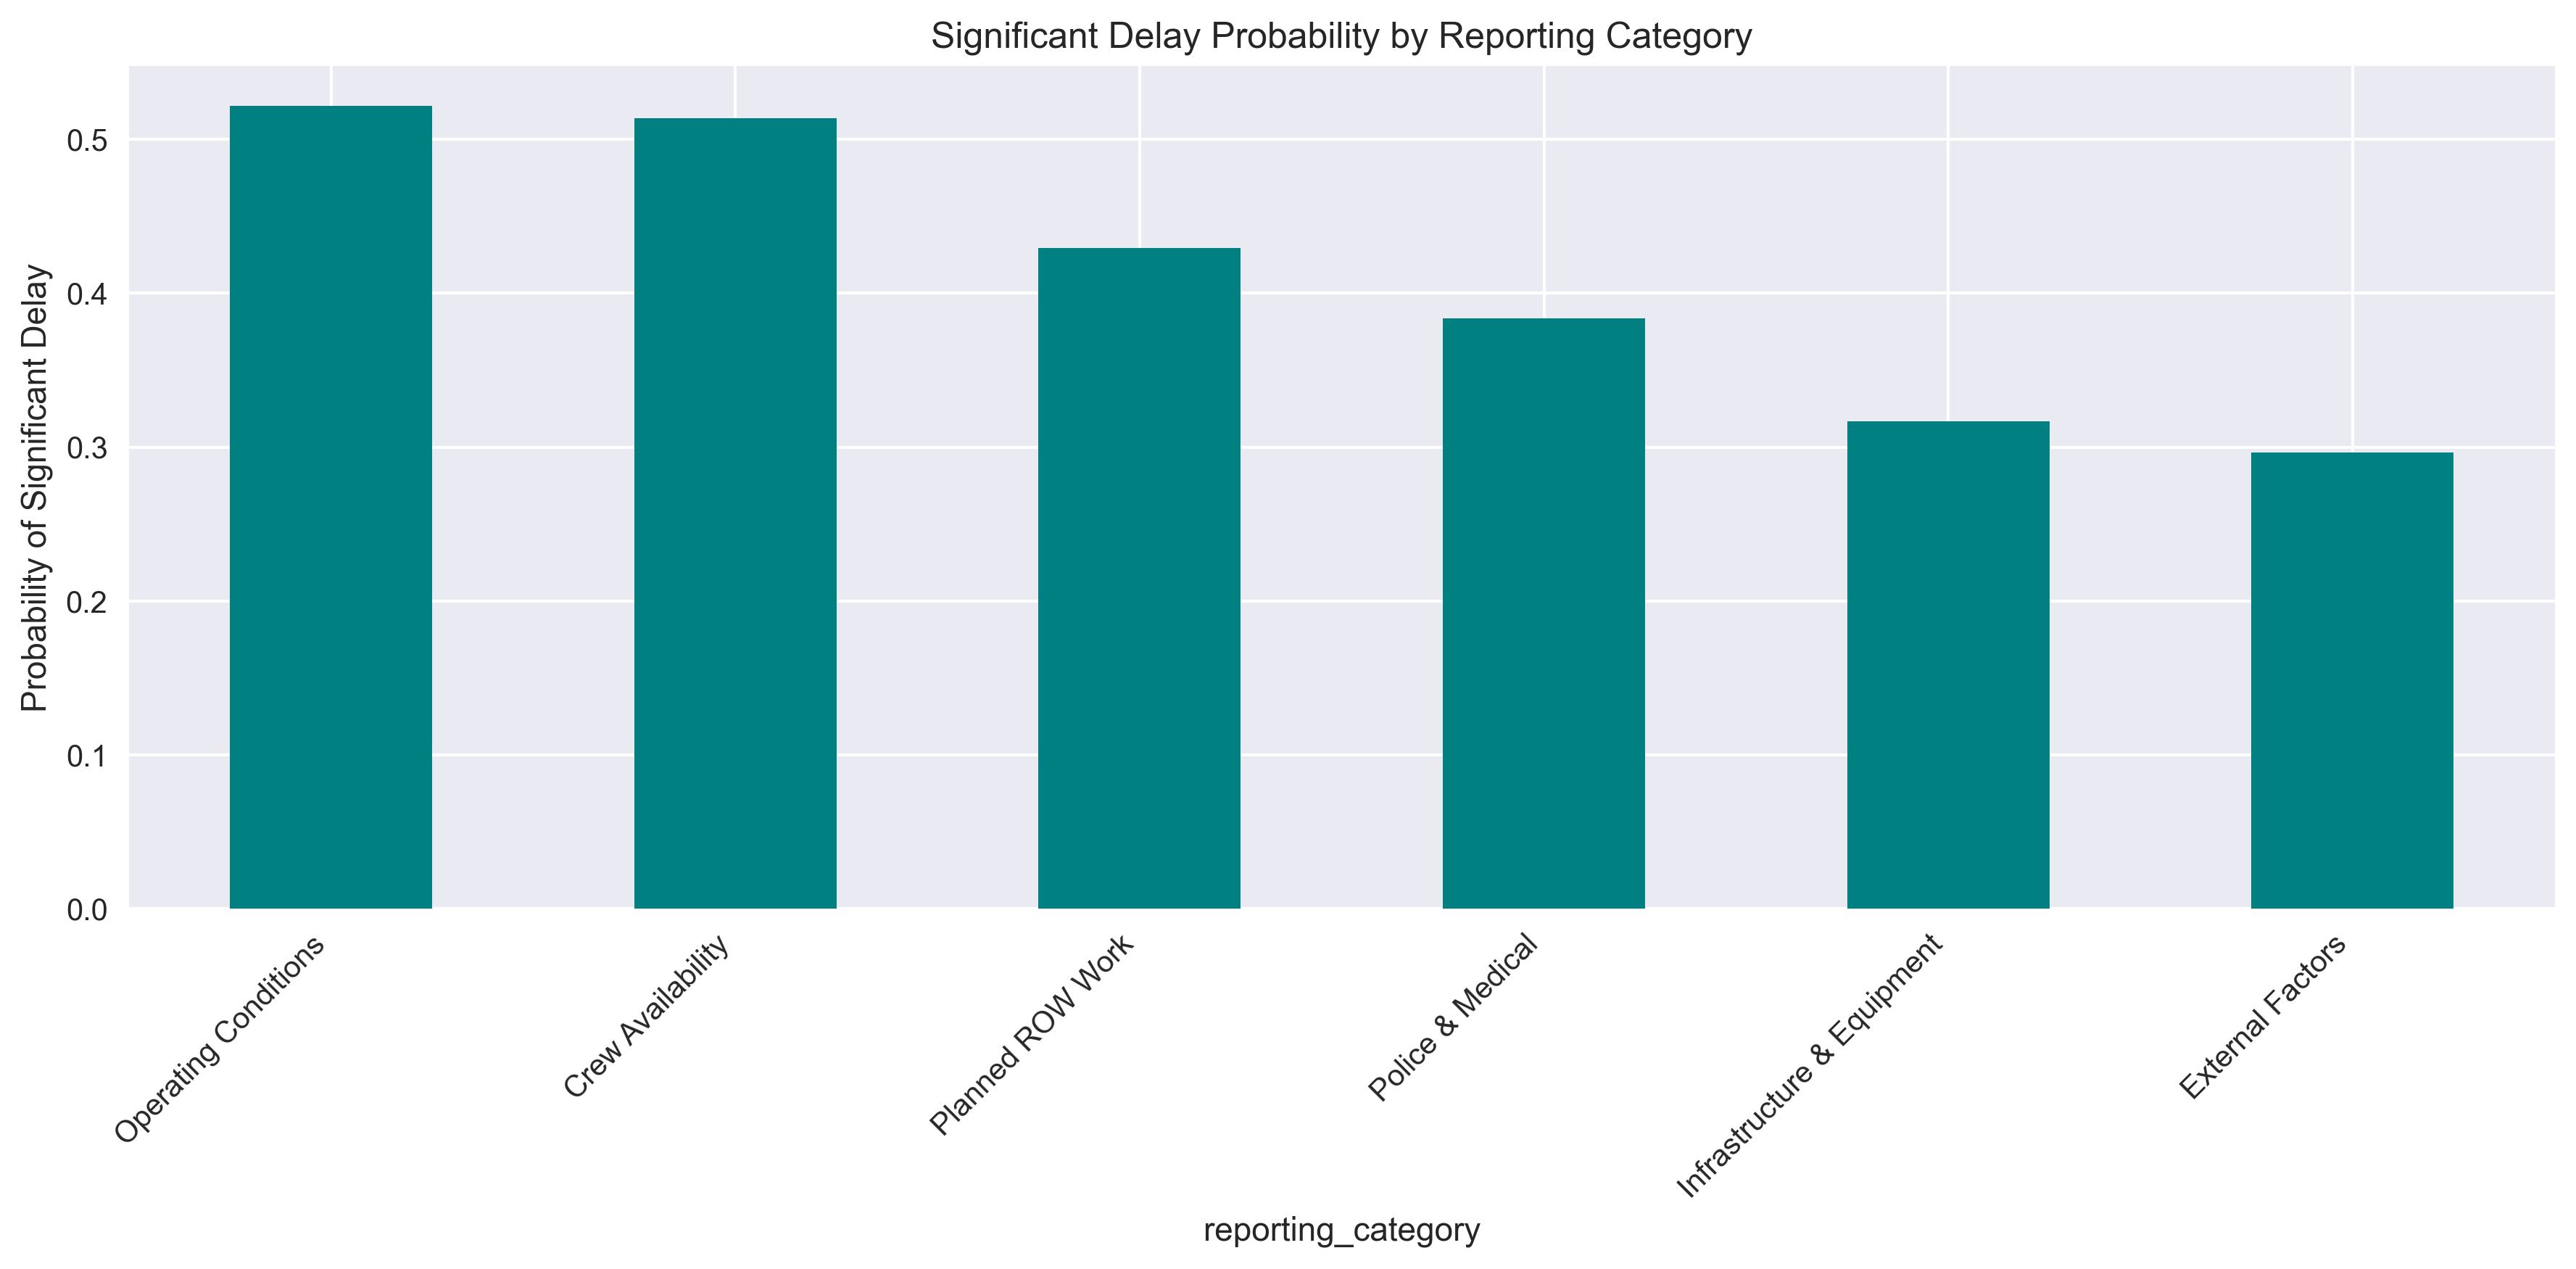 Significant Delay Probability by Reporting Category
Probability of Significant Delay
0.5
0.4
0.3
0.2
0.1
0.0
Operating Conditions
Crew Availability
Planned ROW Work
Police & Medical
Infrastructure & Equipment
External Factors
reporting_category